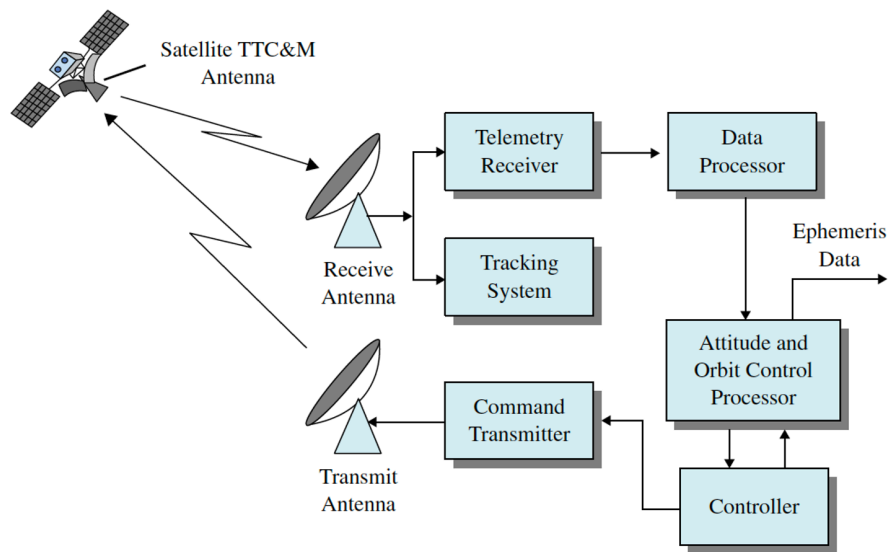 Satellite TTC&M
Antenna
Telemetry
Receiver
Data
Processor
Receive
Antenna
Tracking
System
Ephemeris
Data
Attitude and
Orbit Control
Processor
Command
Transmitter
Transmit
Antenna
Controller